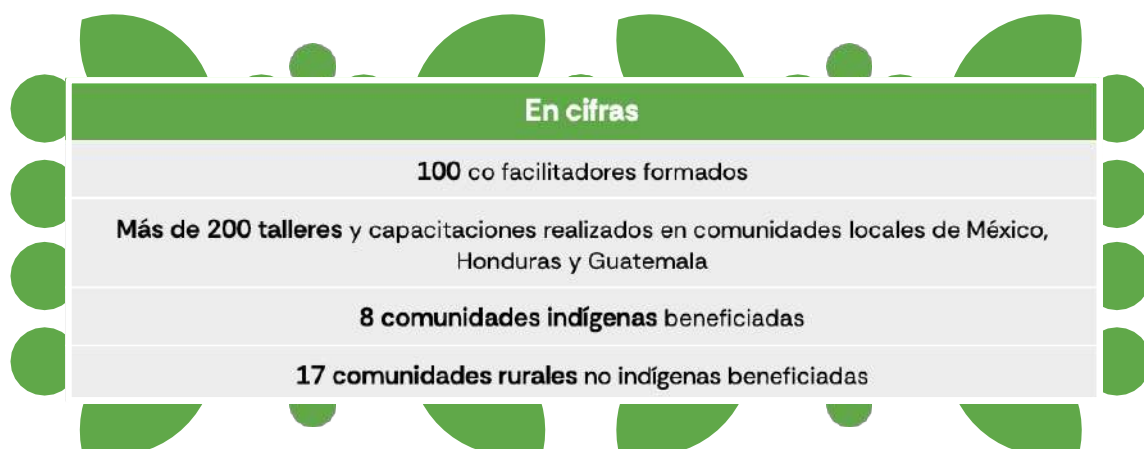 En cifras
100 co facilitadores formados
Más de 200 talleres y capacitaciones realizados en comunidades locales de México,
Honduras y Guatemala
8 comunidades indígenas beneficiadas
17 comunidades rurales no indígenas beneficiadas